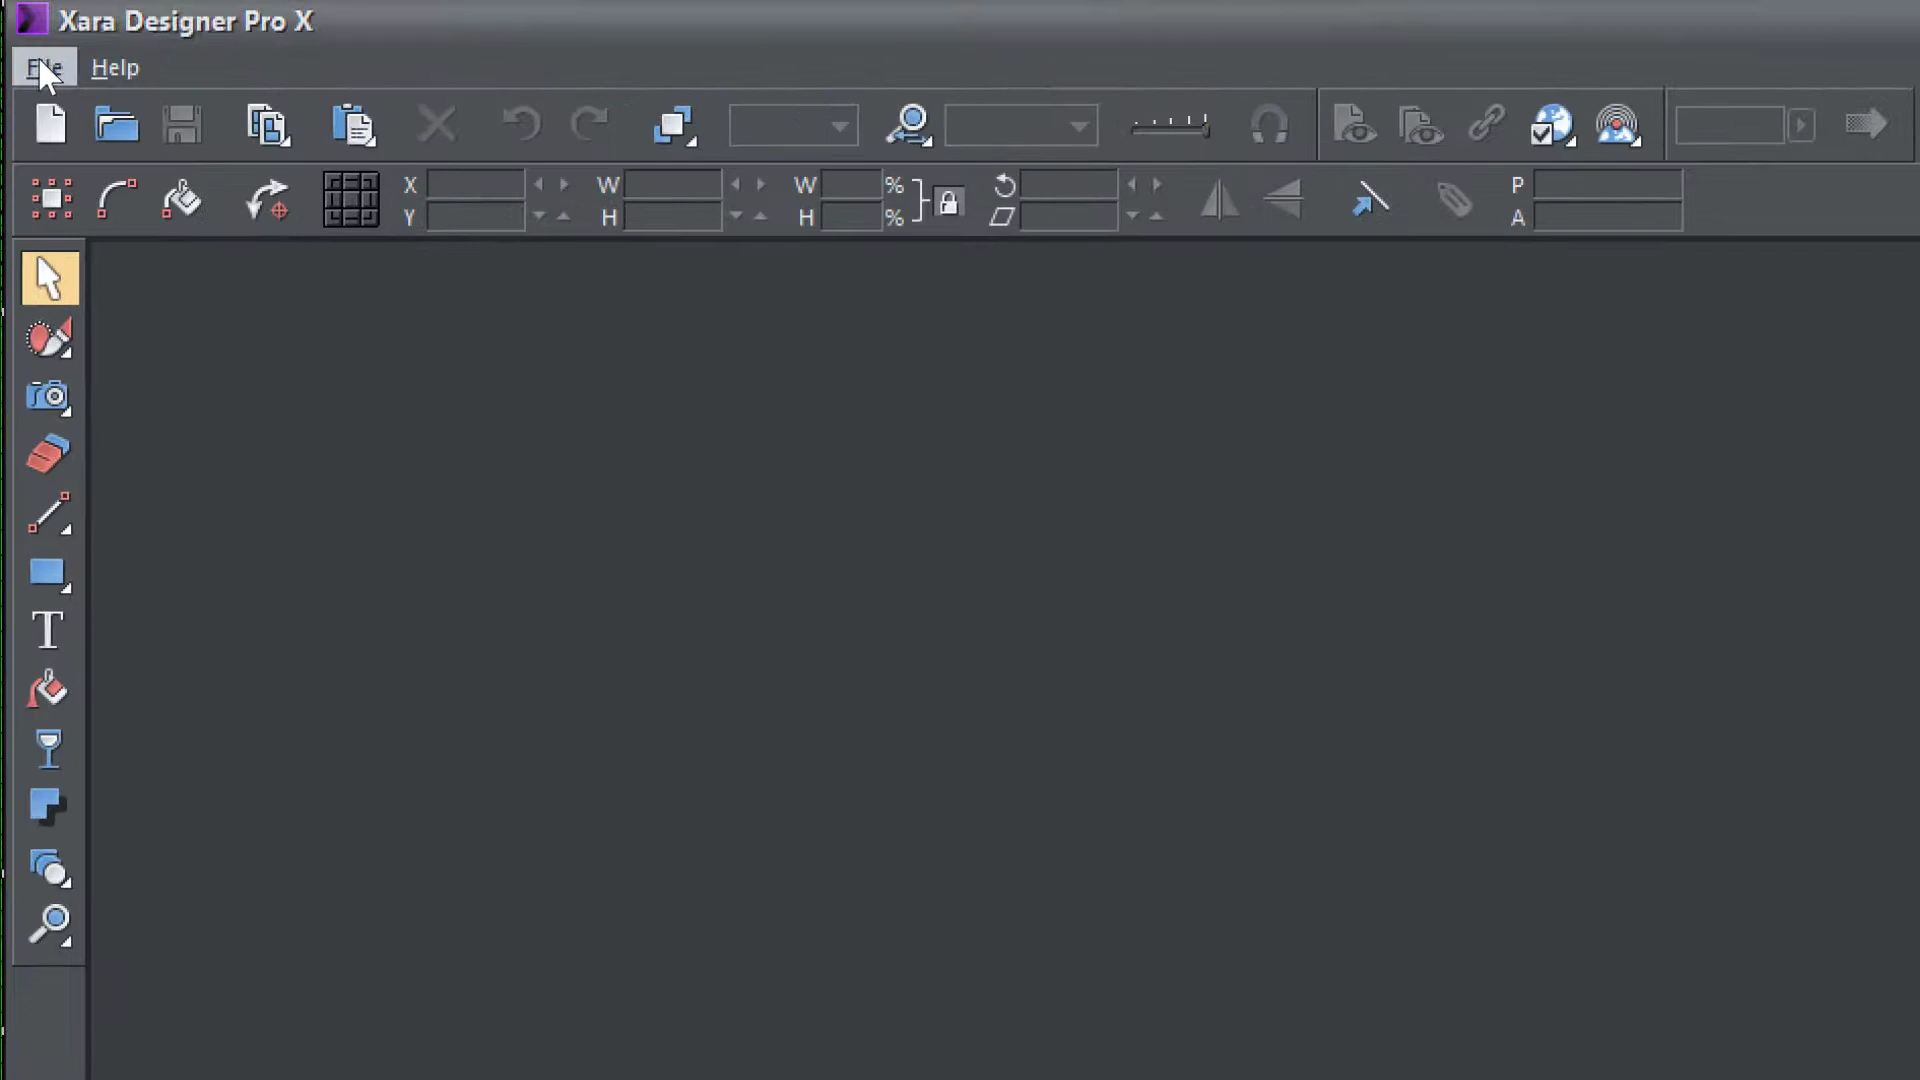 Xara Designer Pro X
File Help
X W W % P
Y H H % A
T